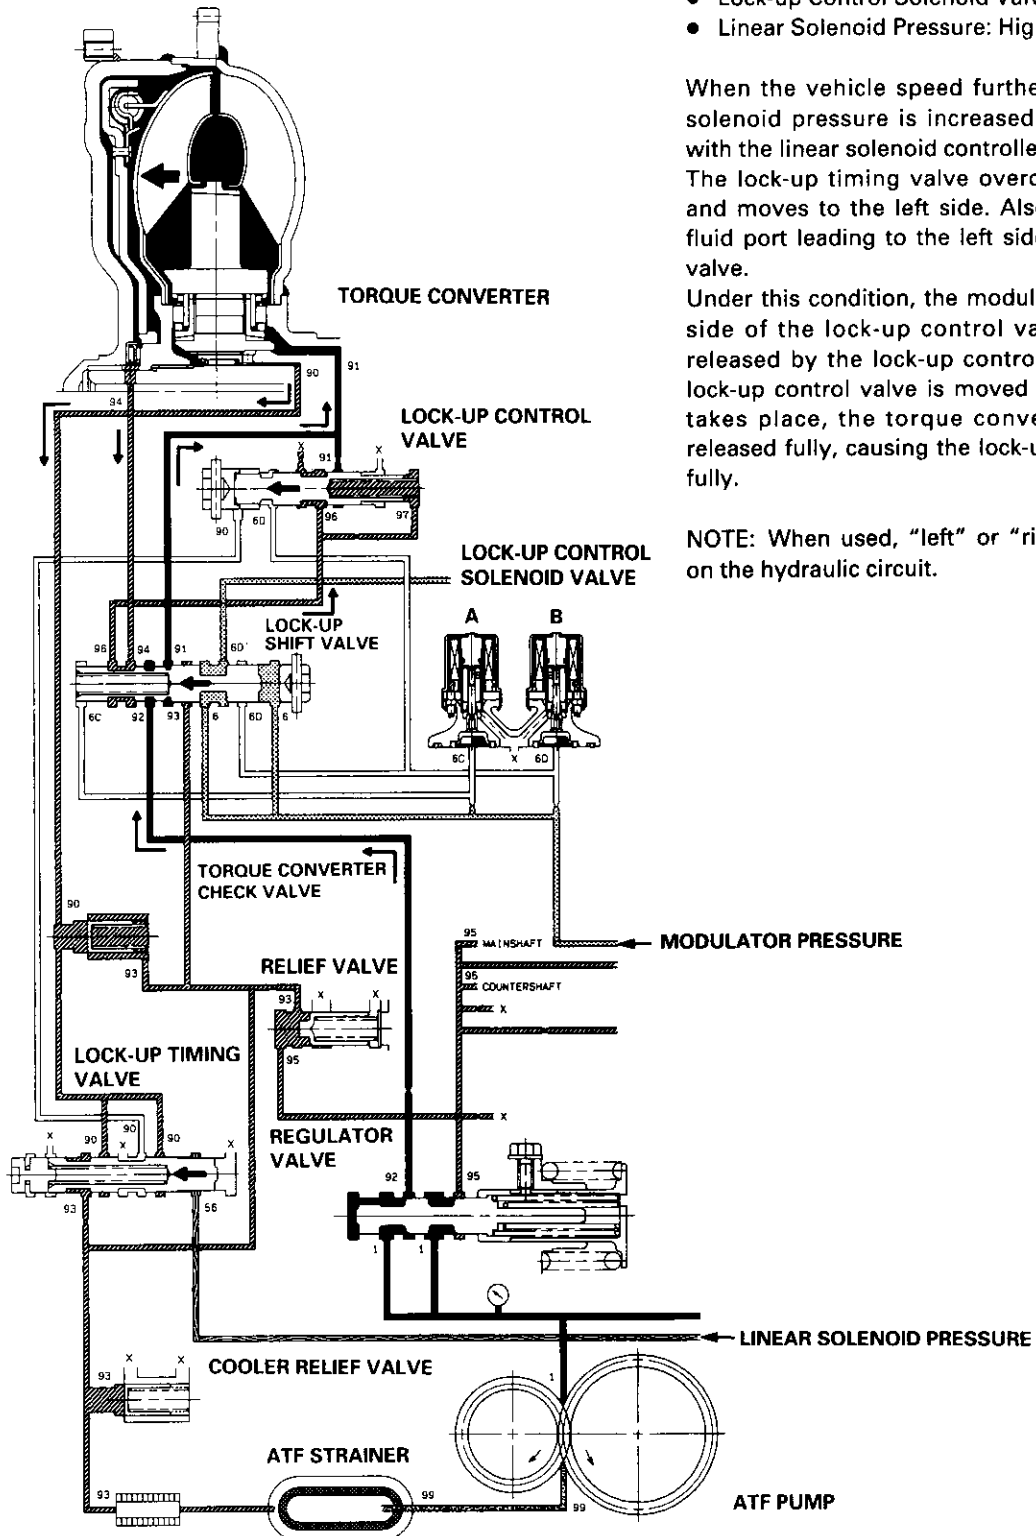 ● Lock-up Control Solenoid Valv
● Linear Solenoid Pressure: Hig
When the vehicle speed furthe
solenoid pressure is increased
with the linear solenoid controlle
The lock-up timing valve overc
and moves to the left side. Als
fluid port leading to the left side
valve.
Under this condition, the modul
side of the lock-up control va
released by the lock-up contro
lock-up control valve is moved
takes place, the torque conve
released fully, causing the lock-u
fully.
NOTE: When used, “left” or “ri
on the hydraulic circuit.
TORQUE CONVERTER
90
91
94
LOCK-UP CONTROL
VALVE
X
91
X
90
6D
96
97
LOCK-UP CONTROL
SOLENOID VALVE
A
B
LOCK-UP
SHIFT VALVE
96
94
91
6D'
6C
92
93
6
6D
6
6C
X
6D
TORQUE CONVERTER
CHECK VALVE
90
93
MODULATOR PRESSURE
95
MAINSHAFT
95
COUNTERSHAFT
X
RELIEF VALVE
93
X
X
95
X
LOCK-UP TIMING
VALVE
X
90
X
90
90
X
93
56
REGULATOR
VALVE
92
95
1
1
LINEAR SOLENOID PRESSURE
COOLER RELIEF VALVE
93
X
X
1
ATF STRAINER
93
99
99
ATF PUMP